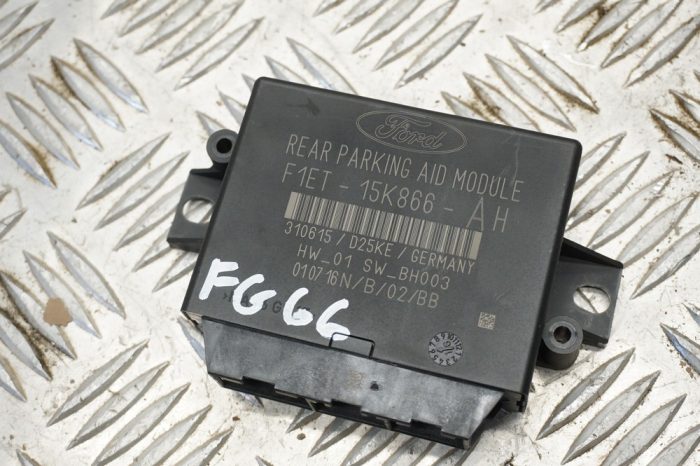 Ford
REAR PARKING AID MODULE
F1ET - 15K866 - AH
310615 / D25KE / GERMANY
HW_01 SW_BH003
010716N/B/02/BB
FG66